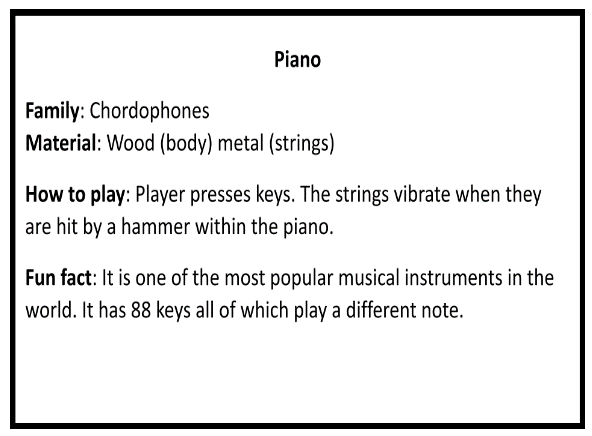 Piano
Family: Chordophones
Material: Wood (body) metal (strings)
How to play: Player presses keys. The strings vibrate when they
are hit by a hammer within the piano.
Fun fact: It is one of the most popular musical instruments in the
world. It has 88 keys all of which play a different note.